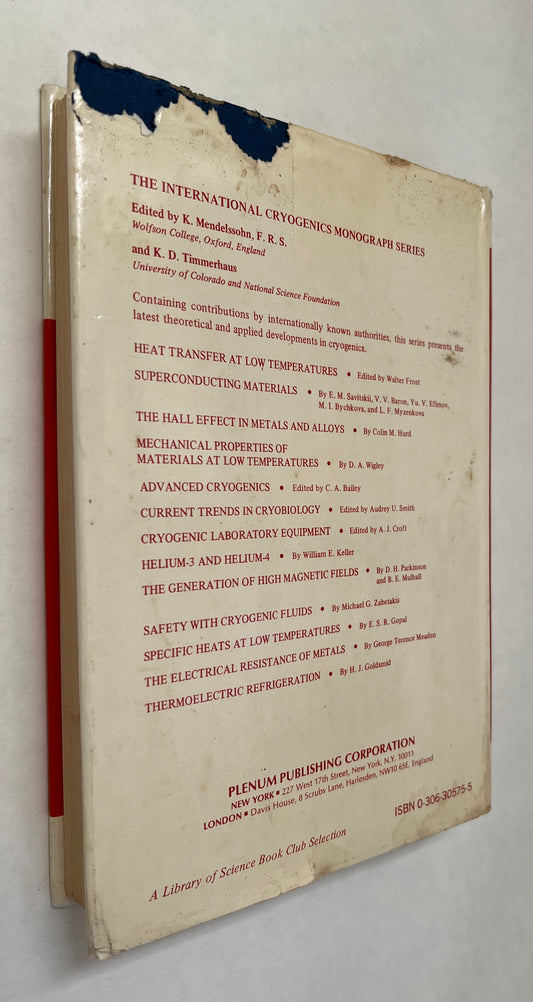 THE INTERNATIONAL CRYOGENICS MONOGRAPH SERIES
Edited by K. Mendelssohn, F. R. S.
Wolfson College, Oxford, England
and K. D. Timmerhaus
University of Colorado and National Science Foundation
Containing contributions by internationally known authorities, this series presents the
latest theoretical and applied developments in cryogenics.
HEAT TRANSFER AT LOW TEMPERATURES • Edited by Walter Frost
SUPERCONDUCTING MATERIALS • By E. M. Savitskii, V. V. Baron, Yu. V. Efimov,
M. I. Bychkova, and L. F. Myzenkova
THE HALL EFFECT IN METALS AND ALLOYS • By Colin M. Hurd
MECHANICAL PROPERTIES OF
MATERIALS AT LOW TEMPERATURES • By D. A. Wigley
ADVANCED CRYOGENICS • Edited by C. A. Bailey
CURRENT TRENDS IN CRYOBIOLOGY • Edited by Audrey U. Smith
CRYOGENIC LABORATORY EQUIPMENT • Edited by A. J. Croft
HELIUM-3 AND HELIUM-4 • By William E. Keller
THE GENERATION OF HIGH MAGNETIC FIELDS • By D. H. Parkinson
and B. E. Mulhall
SAFETY WITH CRYOGENIC FLUIDS • By Michael G. Zabetakis
SPECIFIC HEATS AT LOW TEMPERATURES • By E. S. R. Gopal
THE ELECTRICAL RESISTANCE OF METALS • By George Terence Meaden
THERMOELECTRIC REFRIGERATION • By H. J. Goldsmid
PLENUM PUBLISHING CORPORATION
NEW YORK ▪ 227 West 17th Street, New York, N.Y. 10011
LONDON ▪ Davis House, 8 Scrubs Lane, Harlesden, NW10 6SE, England
ISBN 0-306-30575-5
A Library of Science Book Club Selection